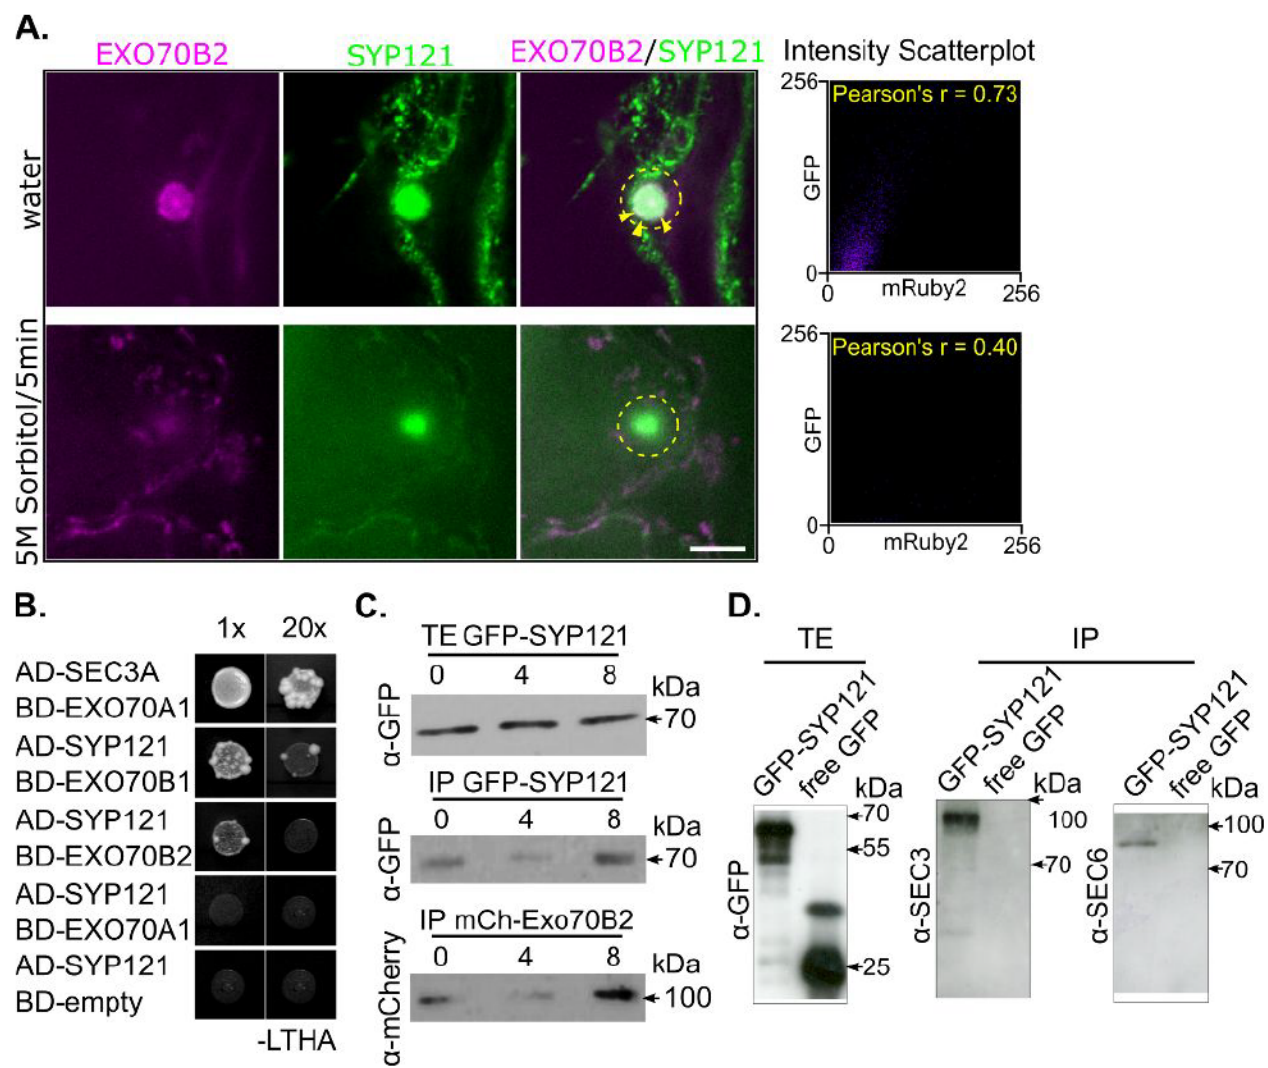 A.
EXO70B2
SYP121
EXO70B2/SYP121
Intensity Scatterplot
water
256
Pearson's r = 0.73
GFP
0
0
mRuby2
256
5M Sorbitol/5min
256
Pearson's r = 0.40
GFP
0
0
mRuby2
256
B.
1x
20x
AD-SEC3A
BD-EXO70A1
AD-SYP121
BD-EXO70B1
AD-SYP121
BD-EXO70B2
AD-SYP121
BD-EXO70A1
AD-SYP121
BD-empty
-LTHA
C.
TE GFP-SYP121
0 4 8
kDa
α-GFP
70
IP GFP-SYP121
0 4 8
kDa
α-GFP
70
IP mCh-Exo70B2
0 4 8
kDa
α-mCherry
100
D.
TE
GFP-SYP121
free GFP
kDa
70
55
25
α-GFP
IP
GFP-SYP121
free GFP
kDa
100
70
α-SEC3
GFP-SYP121
free GFP
kDa
100
70
α-SEC6